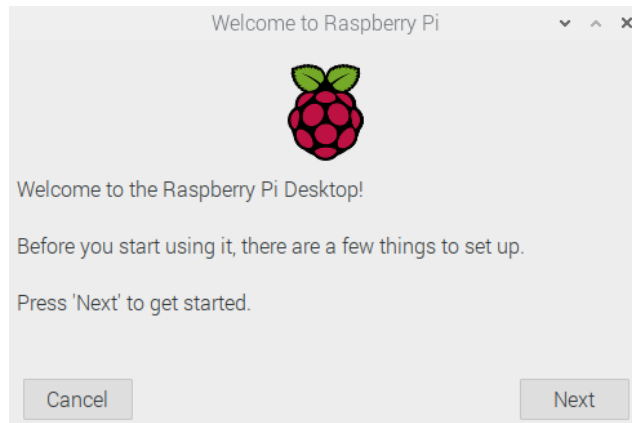 Welcome to Raspberry Pi
Welcome to the Raspberry Pi Desktop!
Before you start using it, there are a few things to set up.
Press 'Next' to get started.
Cancel
Next